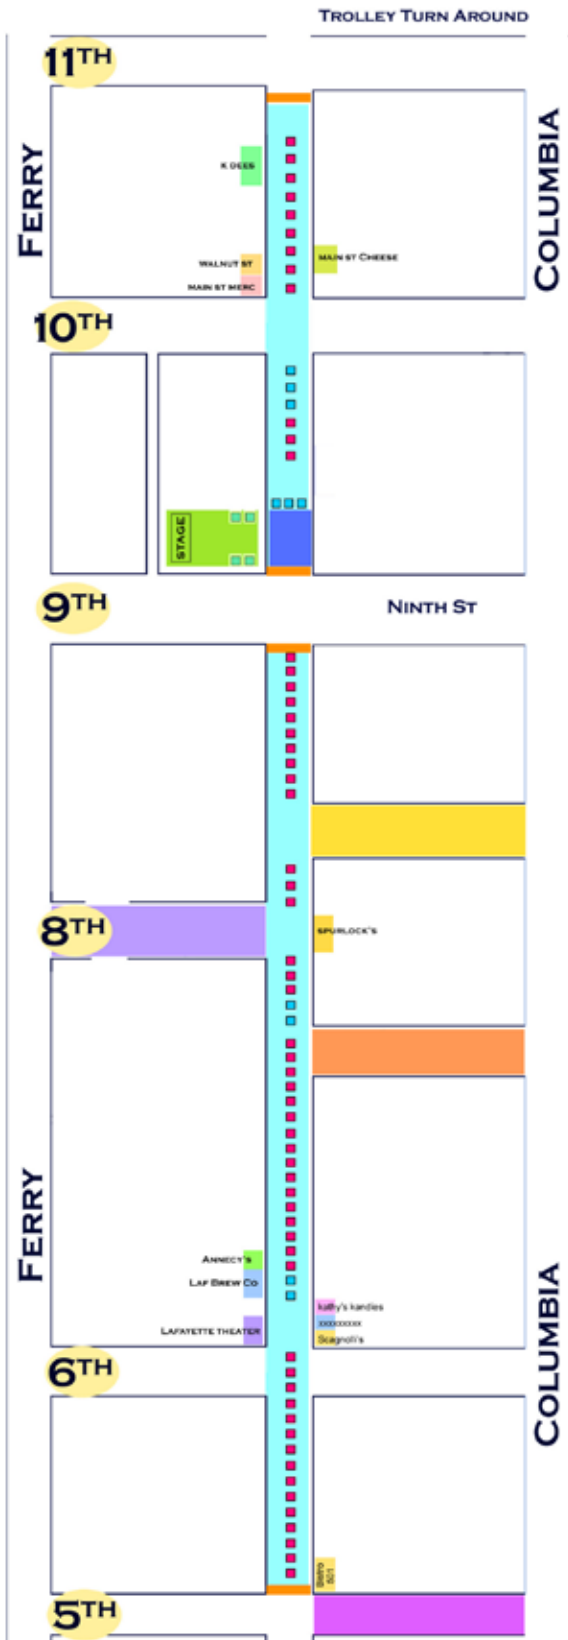 TROLLEY TURN AROUND
11TH
FERRY
COLUMBIA
K DEES
MAIN ST CHEESE
WALNUT ST
MAIN ST MERC
10TH
STAGE
9TH
NINTH ST
8TH
SPURLOCK'S
FERRY
COLUMBIA
ANNECY'S
LAF BREW CO
kathy's kandies
xxxxxxxxx
LAFAYETTE THEATER
Scagnoli's
6TH
Bistro
501
5TH